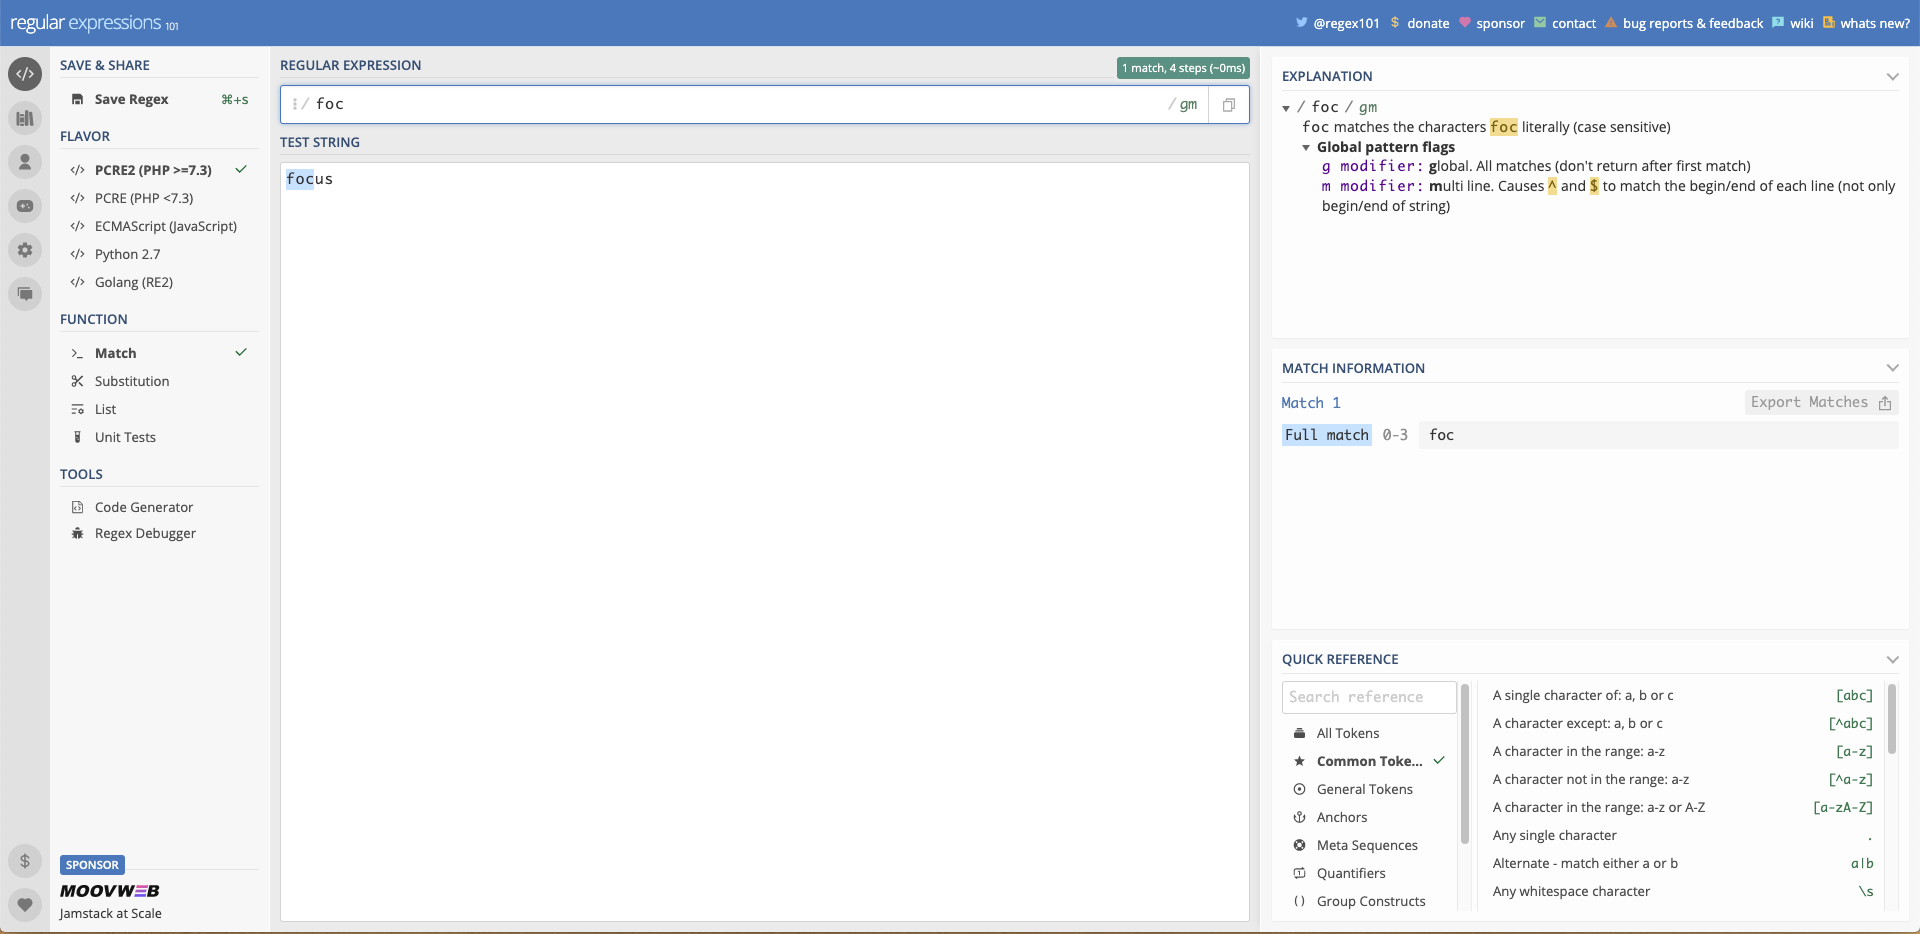 regular expressions 101
@regex101
$ donate
sponsor
contact
bug reports & feedback
wiki
whats new?
SAVE & SHARE
Save Regex ⌘+s
FLAVOR
</> PCRE2 (PHP >=7.3)
</> PCRE (PHP <7.3)
</> ECMAScript (JavaScript)
</> Python 2.7
</> Golang (RE2)
FUNCTION
Match
Substitution
List
Unit Tests
TOOLS
Code Generator
Regex Debugger
SPONSOR
MOOVWEB
Jamstack at Scale
REGULAR EXPRESSION
1 match, 4 steps (~0ms)
/ foc / gm
TEST STRING
focus
EXPLANATION
/ foc / gm
foc matches the characters foc literally (case sensitive)
Global pattern flags
g modifier: global. All matches (don't return after first match)
m modifier: multi line. Causes ^ and $ to match the begin/end of each line (not only
begin/end of string)
MATCH INFORMATION
Match 1
Export Matches
Full match 0-3 foc
QUICK REFERENCE
Search reference
All Tokens
Common Toke...
General Tokens
Anchors
Meta Sequences
Quantifiers
Group Constructs
A single character of: a, b or c [abc]
A character except: a, b or c [^abc]
A character in the range: a-z [a-z]
A character not in the range: a-z [^a-z]
A character in the range: a-z or A-Z [a-zA-Z]
Any single character .
Alternate - match either a or b a|b
Any whitespace character \s